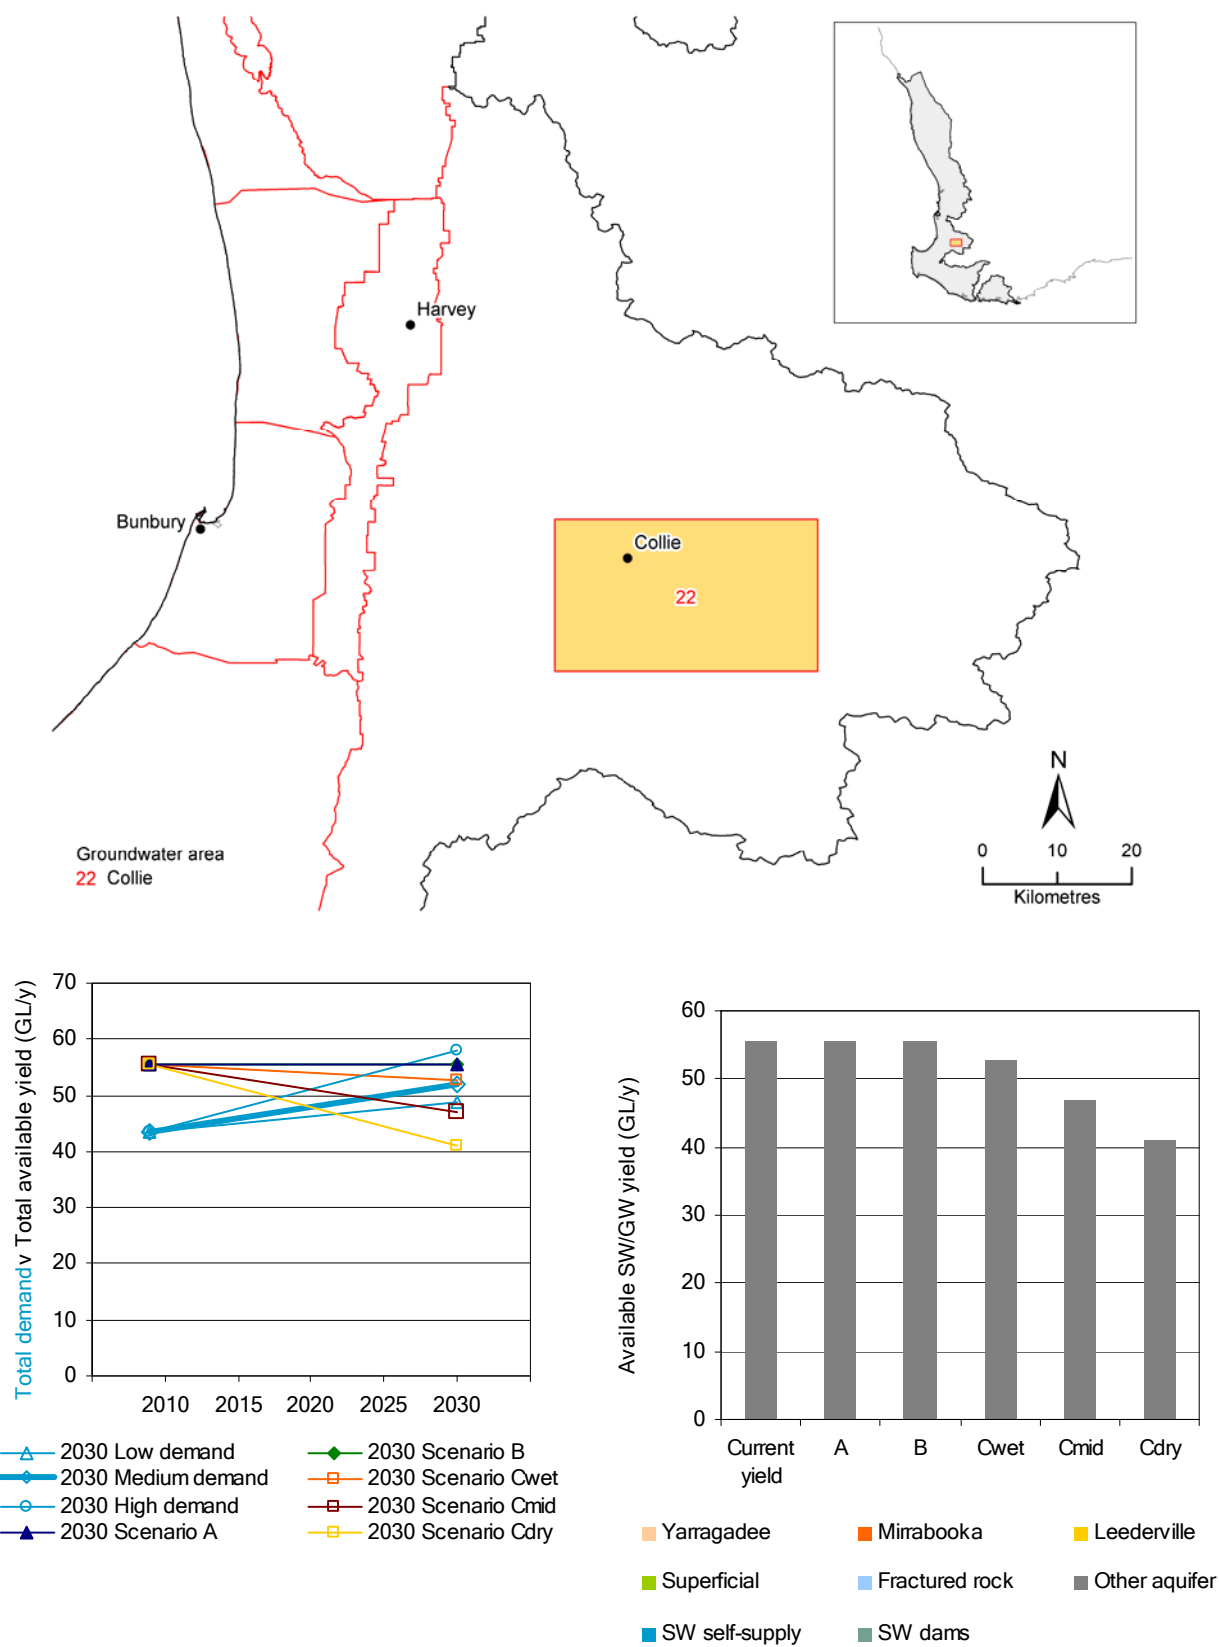 Harvey
Bunbury
Collie
22
N
0 10 20
Kilometres
Groundwater area
22 Collie
Total demand v Total available yield (GL/y)
70
60
50
40
30
20
10
0
2010 2015 2020 2025 2030
2030 Low demand
2030 Medium demand
2030 High demand
2030 Scenario A
2030 Scenario B
2030 Scenario Cwet
2030 Scenario Cmid
2030 Scenario Cdry
Available SW/GW yield (GL/y)
60
50
40
30
20
10
0
Current yield A B Cwet Cmid Cdry
Yarragadee Mirrabooka Leederville
Superficial Fractured rock Other aquifer
SW self-supply SW dams